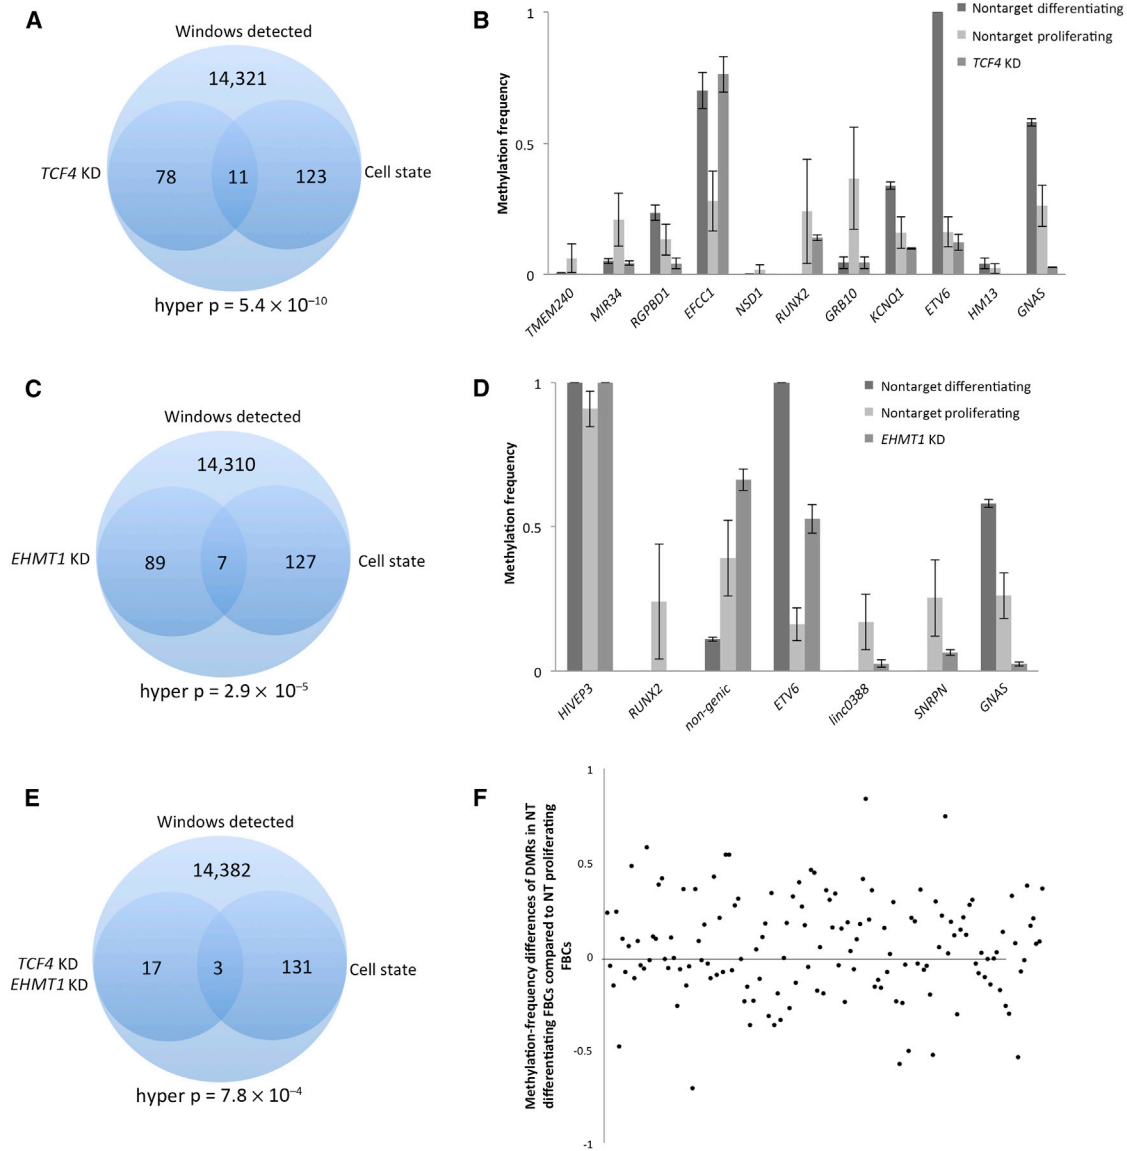 A
Windows detected
14,321
TCF4 KD
78
11
123
Cell state
hyper p = 5.4 × 10⁻¹⁰
B
Nontarget differentiating
Nontarget proliferating
TCF4 KD
Methylation frequency
1
0.5
0
TMEM240
MIR34
RGPBD1
EFCC1
NSD1
RUNX2
GRB10
KCNQ1
ETV6
HM13
GNAS
C
Windows detected
14,310
EHMT1 KD
89
7
127
Cell state
hyper p = 2.9 × 10⁻⁵
D
Nontarget differentiating
Nontarget proliferating
EHMT1 KD
Methylation frequency
1
0.5
0
HIVEP3
RUNX2
non-genic
ETV6
linc0388
SNRPN
GNAS
E
Windows detected
14,382
TCF4 KD
EHMT1 KD
17
3
131
Cell state
hyper p = 7.8 × 10⁻⁴
F
Methylation-frequency differences of DMRs in NT
differentiating FBCs compared to NT proliferating
FBCs
1
0.5
0
-0.5
-1